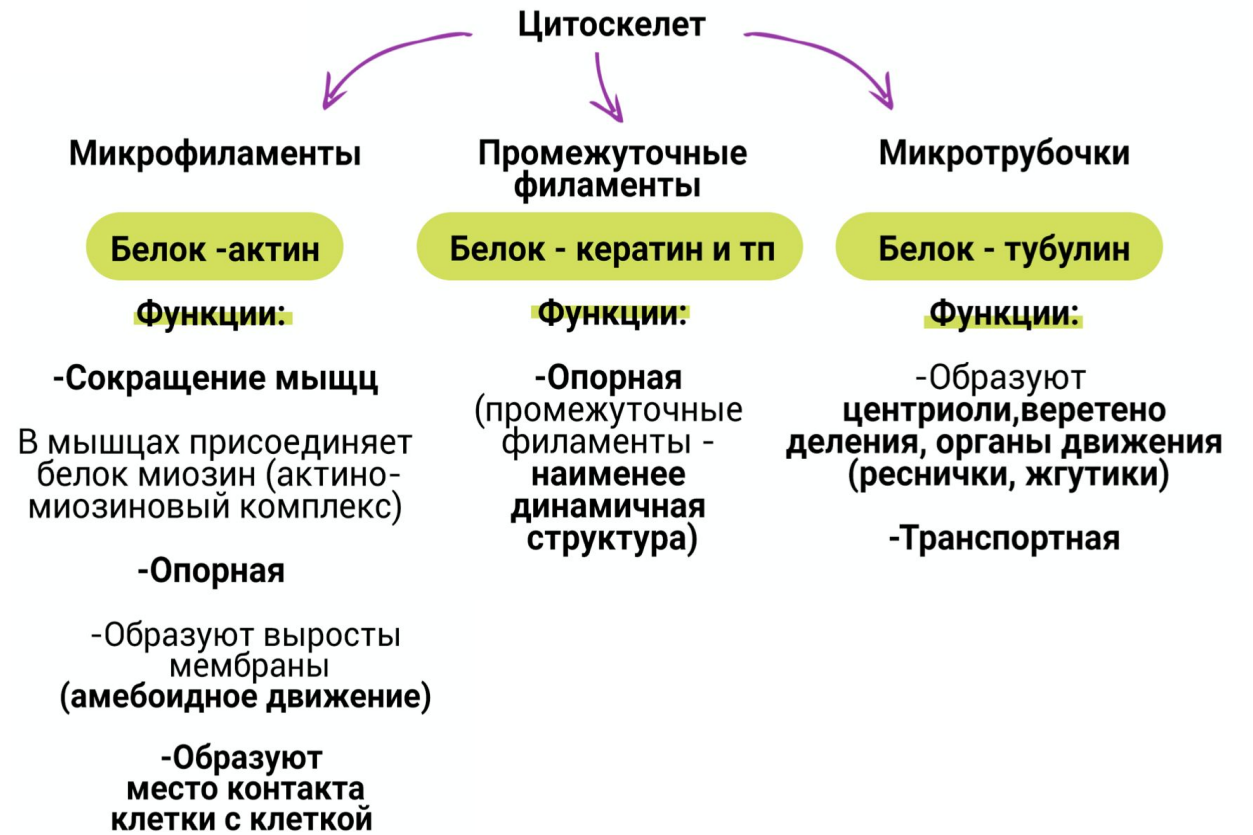 Цитоскелет
Микрофиламенты
Белок -актин
Функции:
-Сокращение мыщц
В мышцах присоединяет
белок миозин (актино-
миозиновый комплекс)
-Опорная
-Образуют выросты
мембраны
(амебоидное движение)
-Образуют
место контакта
клетки с клеткой
Промежуточные
филаменты
Белок - кератин и тп
Функции:
-Опорная
(промежуточные
филаменты -
наименее
динамичная
структура)
Микротрубочки
Белок - тубулин
Функции:
-Образуют
центриоли,веретено
деления, органы движения
(реснички, жгутики)
-Транспортная